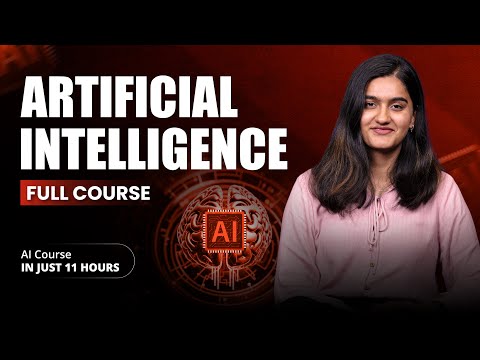 ARTIFICIAL
INTELLIGENCE
FULL COURSE
AI
AI Course
IN JUST 11 HOURS